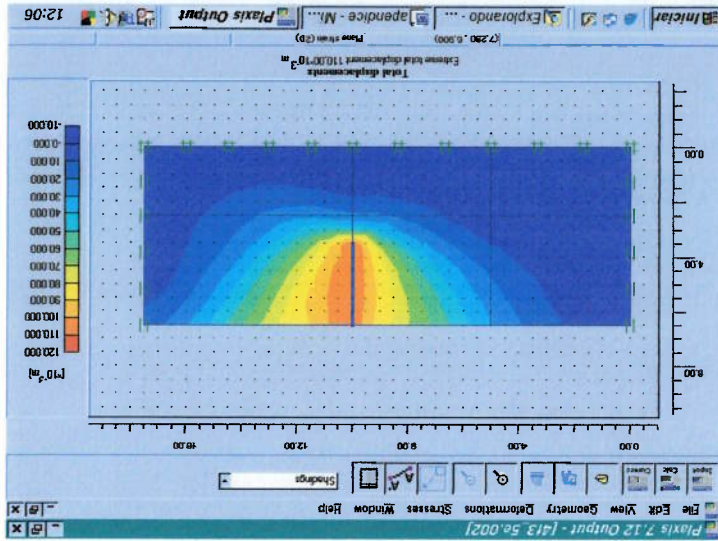 Plaxis 7.12 Output - [413_5e.002]
File Edit View Geometry Deformations Stresses Window Help
Input Calc Curves Shadings
0.00 4.00 8.00 12.00 16.00
8.00
4.00
0.00
[*10⁻³ m]
120.000
110.000
100.000
90.000
80.000
70.000
60.000
50.000
40.000
30.000
20.000
10.000
-0.000
-10.000
Total displacements
Extreme total displacement 110.00*10⁻³ m
Plane strain (2D)
Iniciar Explorando - ... apendice - Mi... Plaxis Output 12:06